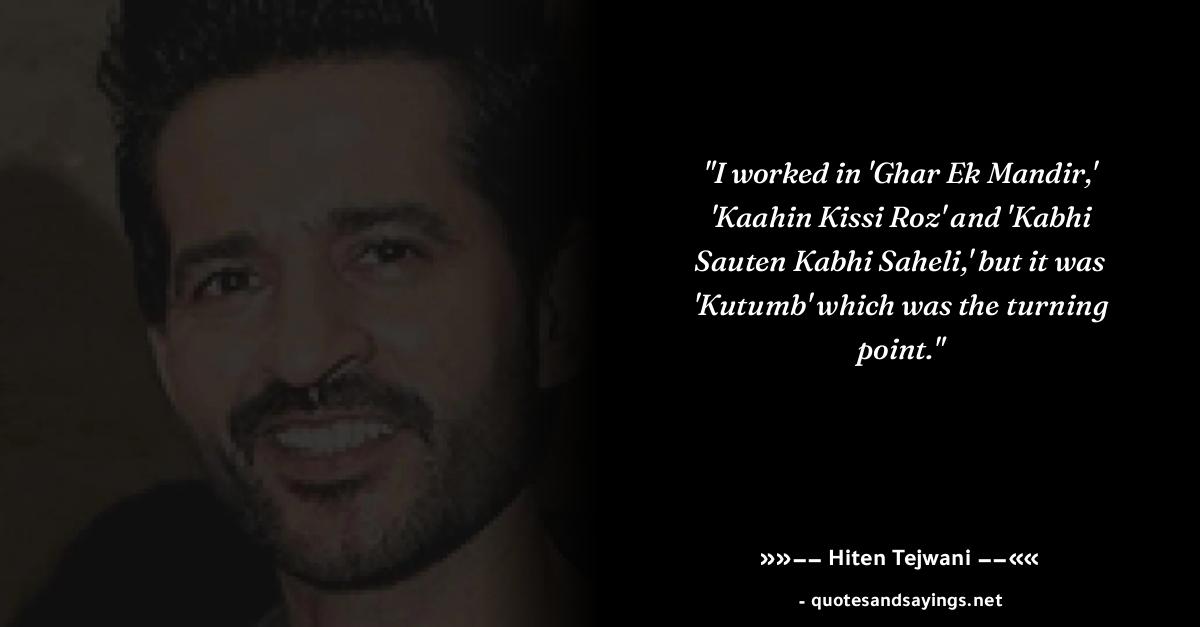 "I worked in 'Ghar Ek Mandir,'
'Kaahin Kissi Roz' and 'Kabhi
Sauten Kabhi Saheli,' but it was
'Kutumb' which was the turning
point."
»»−− Hiten Tejwani −−««
- quotesandsayings.net